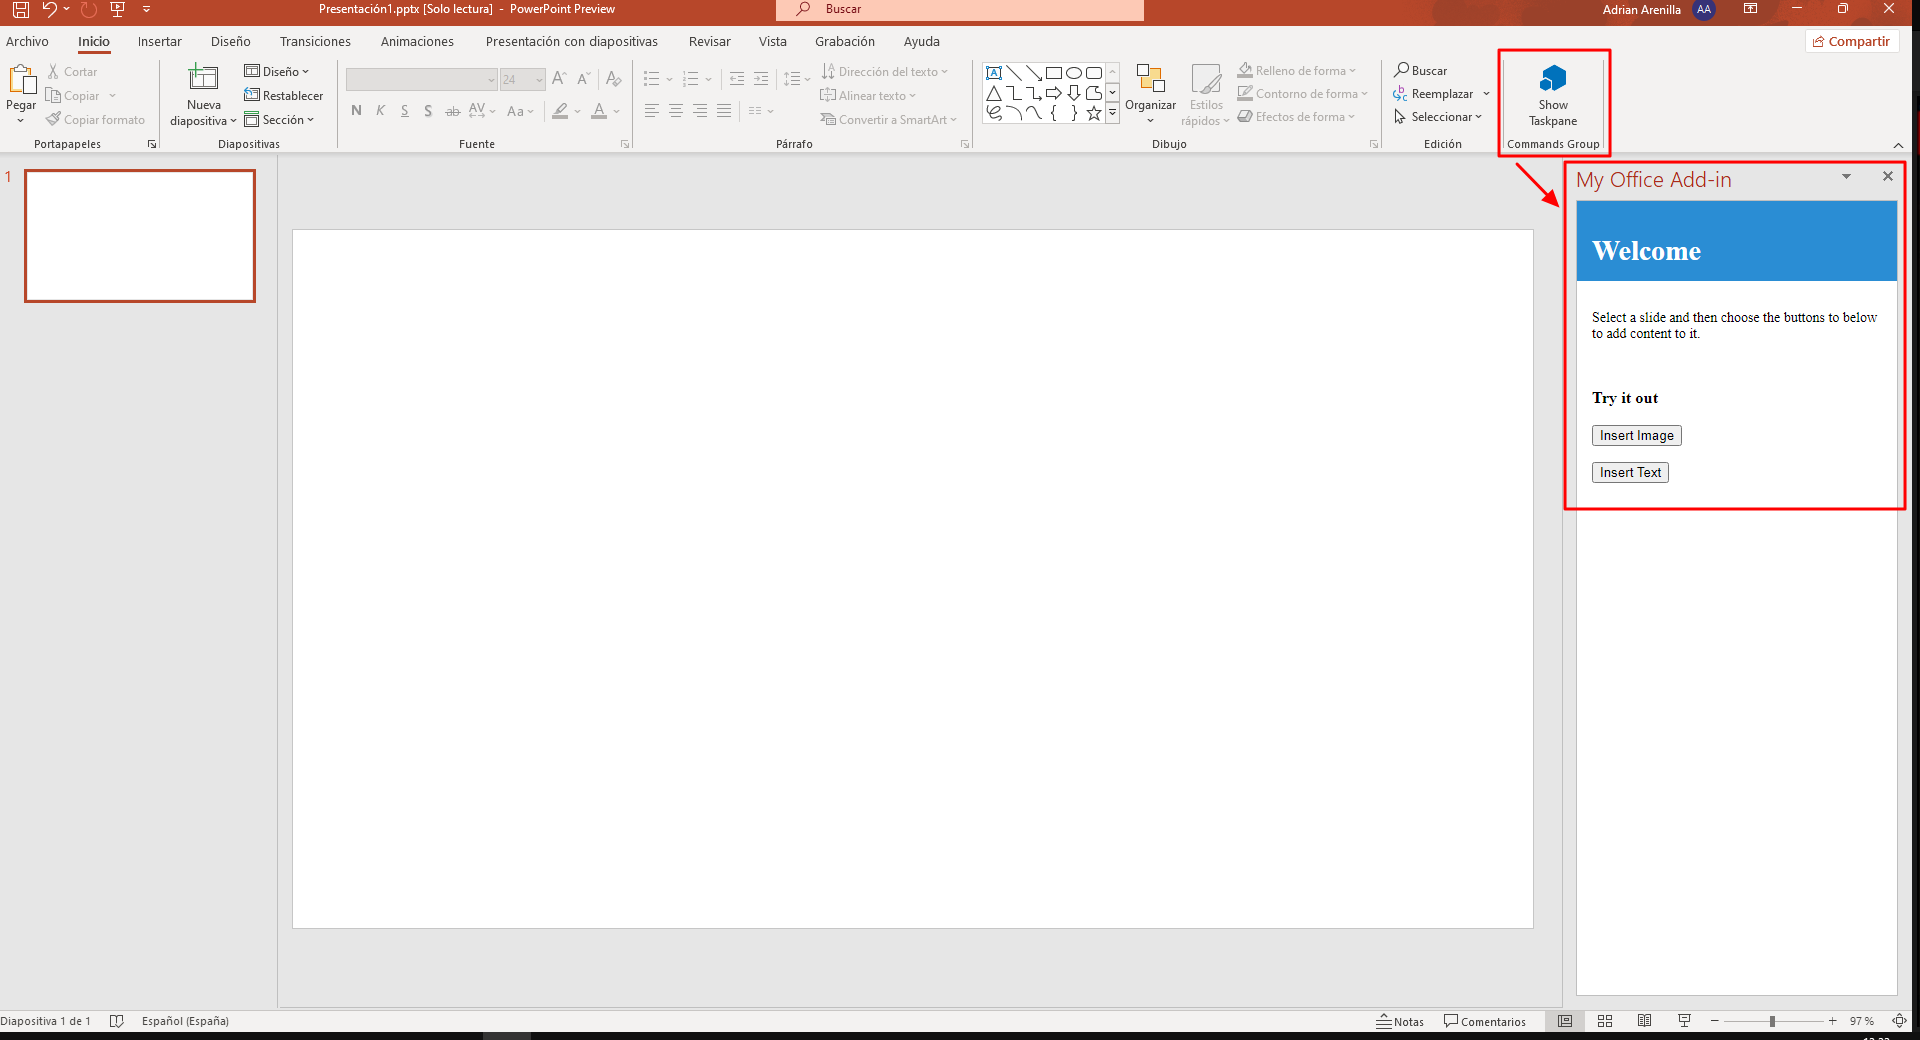 Presentación1.pptx [Solo lectura] - PowerPoint Preview
Buscar
Adrian Arenilla
AA
Archivo
Inicio
Insertar
Diseño
Transiciones
Animaciones
Presentación con diapositivas
Revisar
Vista
Grabación
Ayuda
Compartir
Pegar
Cortar
Copiar
Copiar formato
Portapapeles
Nueva
diapositiva
Diseño
Restablecer
Sección
Diapositivas
24
N K S S ab AV Aa A
Fuente
Dirección del texto
Alinear texto
Convertir a SmartArt
Párrafo
Organizar
Estilos
rápidos
Relleno de forma
Contorno de forma
Efectos de forma
Dibujo
Buscar
Reemplazar
Seleccionar
Edición
Show
Taskpane
Commands Group
1
My Office Add-in
Welcome
Select a slide and then choose the buttons to below
to add content to it.
Try it out
Insert Image
Insert Text
Diapositiva 1 de 1
Español (España)
Notas
Comentarios
97 %